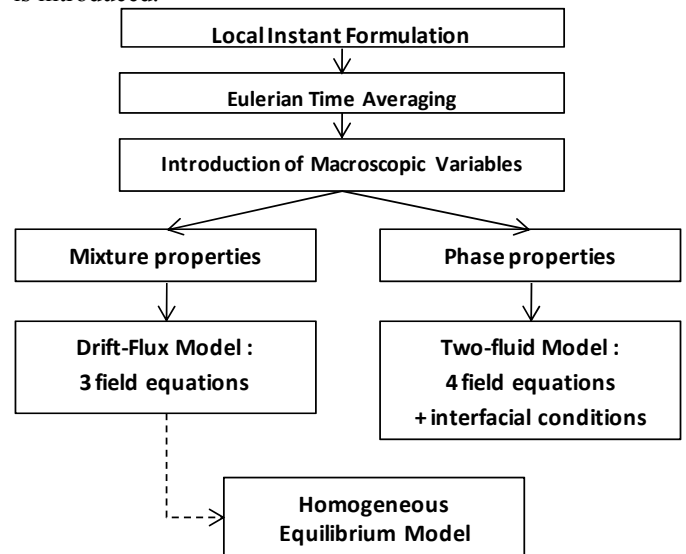 is introduced.
Local Instant Formulation
Eulerian Time Averaging
Introduction of Macroscopic Variables
Mixture properties
Phase properties
Drift-Flux Model :
3 field equations
Two-fluid Model :
4 field equations
+ interfacial conditions
Homogeneous
Equilibrium Model